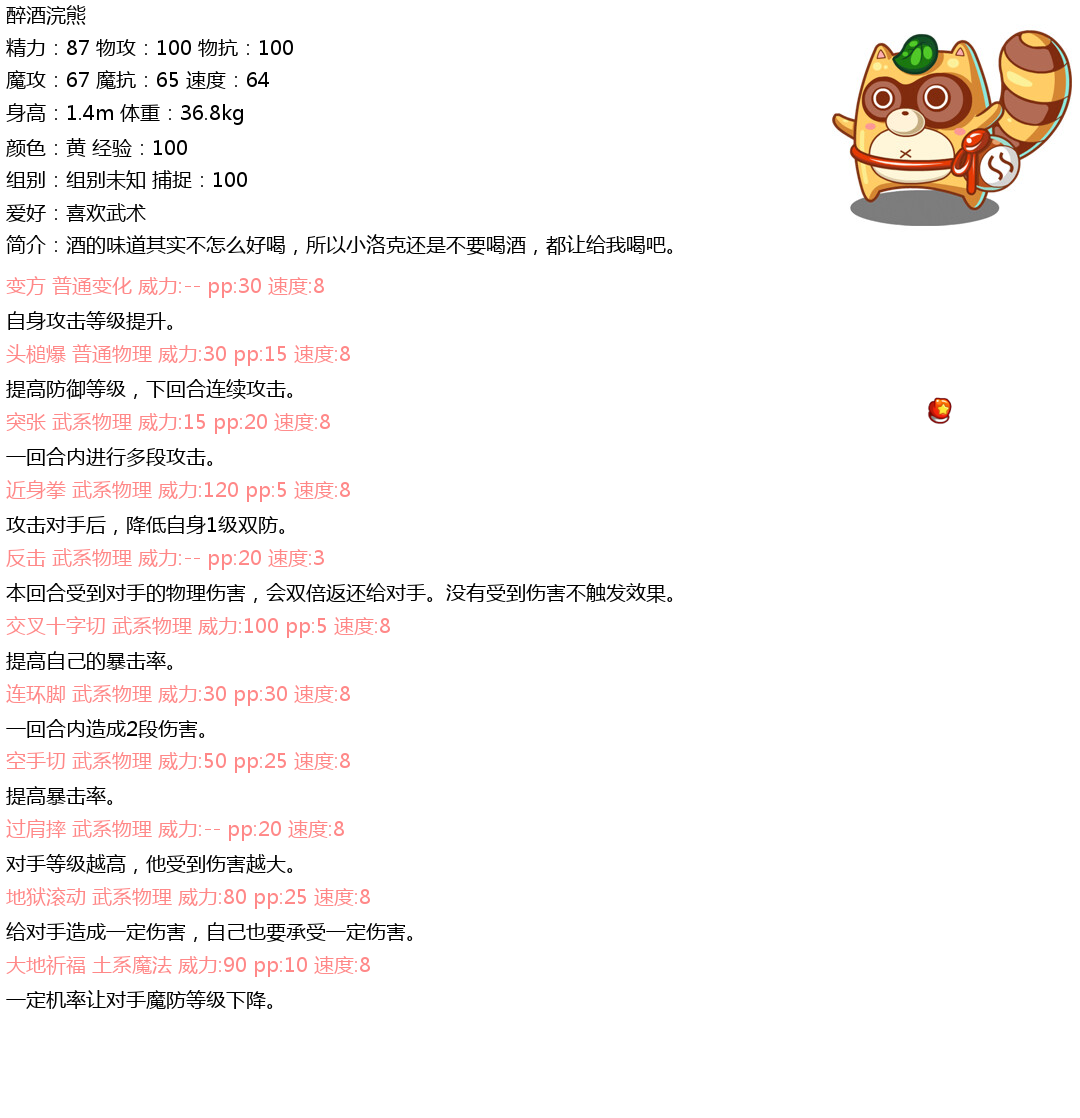 醉酒浣熊
精力：87 物攻：100 物抗：100
魔攻：67 魔抗：65 速度：64
身高：1.4m 体重：36.8kg
颜色：黄 经验：100
组别：组别未知 捕捉：100
爱好：喜欢武术
简介：酒的味道其实不怎么好喝，所以小洛克还是不要喝酒，都让给我喝吧。
变方 普通变化 威力:-- pp:30 速度:8
自身攻击等级提升。
头槌爆 普通物理 威力:30 pp:15 速度:8
提高防御等级，下回合连续攻击。
突张 武系物理 威力:15 pp:20 速度:8
一回合内进行多段攻击。
近身拳 武系物理 威力:120 pp:5 速度:8
攻击对手后，降低自身1级双防。
反击 武系物理 威力:-- pp:20 速度:3
本回合受到对手的物理伤害，会双倍返还给对手。没有受到伤害不触发效果。
交叉十字切 武系物理 威力:100 pp:5 速度:8
提高自己的暴击率。
连环脚 武系物理 威力:30 pp:30 速度:8
一回合内造成2段伤害。
空手切 武系物理 威力:50 pp:25 速度:8
提高暴击率。
过肩摔 武系物理 威力:-- pp:20 速度:8
对手等级越高，他受到伤害越大。
地狱滚动 武系物理 威力:80 pp:25 速度:8
给对手造成一定伤害，自己也要承受一定伤害。
大地祈福 土系魔法 威力:90 pp:10 速度:8
一定机率让对手魔防等级下降。